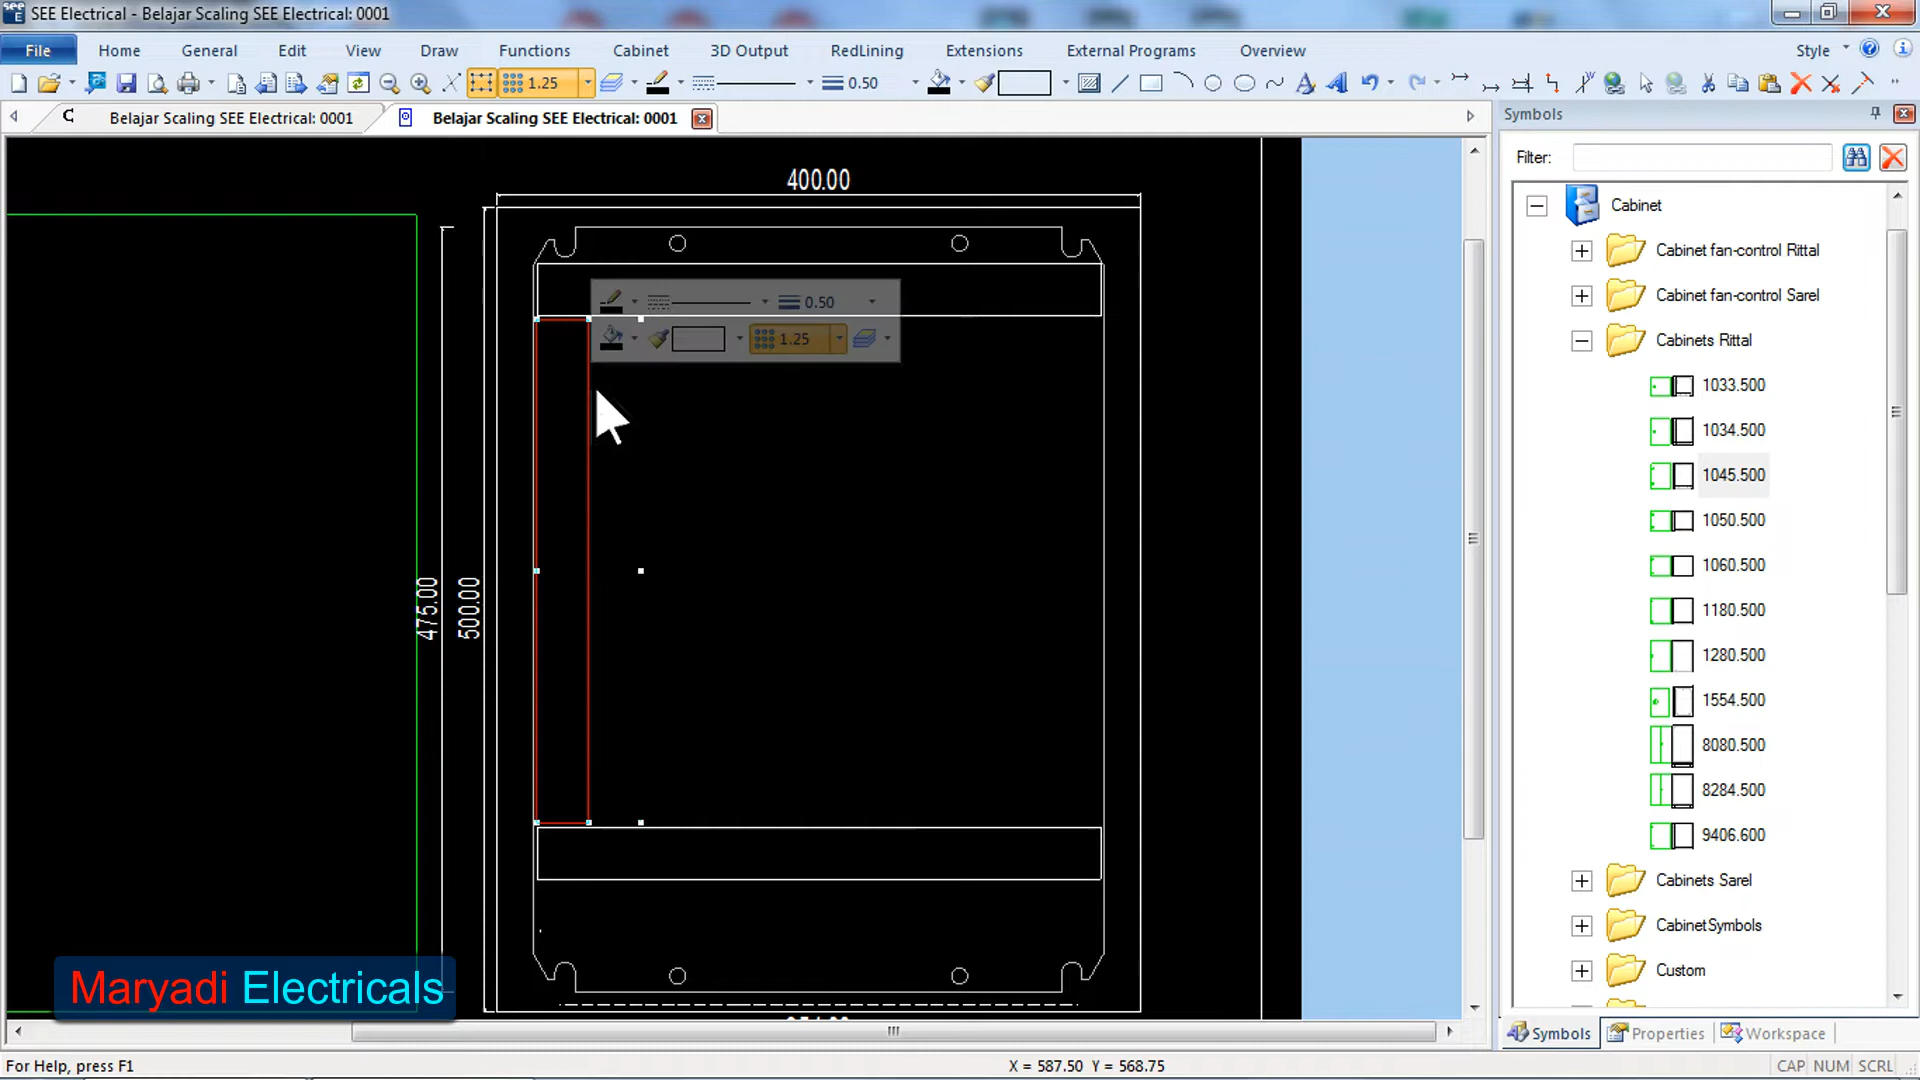 SEE Electrical - Belajar Scaling SEE Electrical: 0001
File Home General Edit View Draw Functions Cabinet 3D Output RedLining Extensions External Programs Overview Style
1.25 0.50
C Belajar Scaling SEE Electrical: 0001 Belajar Scaling SEE Electrical: 0001
Symbols
Filter:
Cabinet
Cabinet fan-control Rittal
Cabinet fan-control Sarel
Cabinets Rittal
1033.500
1034.500
1045.500
1050.500
1060.500
1180.500
1280.500
1554.500
8080.500
8284.500
9406.600
Cabinets Sarel
CabinetSymbols
Custom
Symbols Properties Workspace
400.00
0.50
1.25
475.00
500.00
Maryadi Electricals
For Help, press F1
X = 587.50 Y = 568.75
CAP NUM SCRL